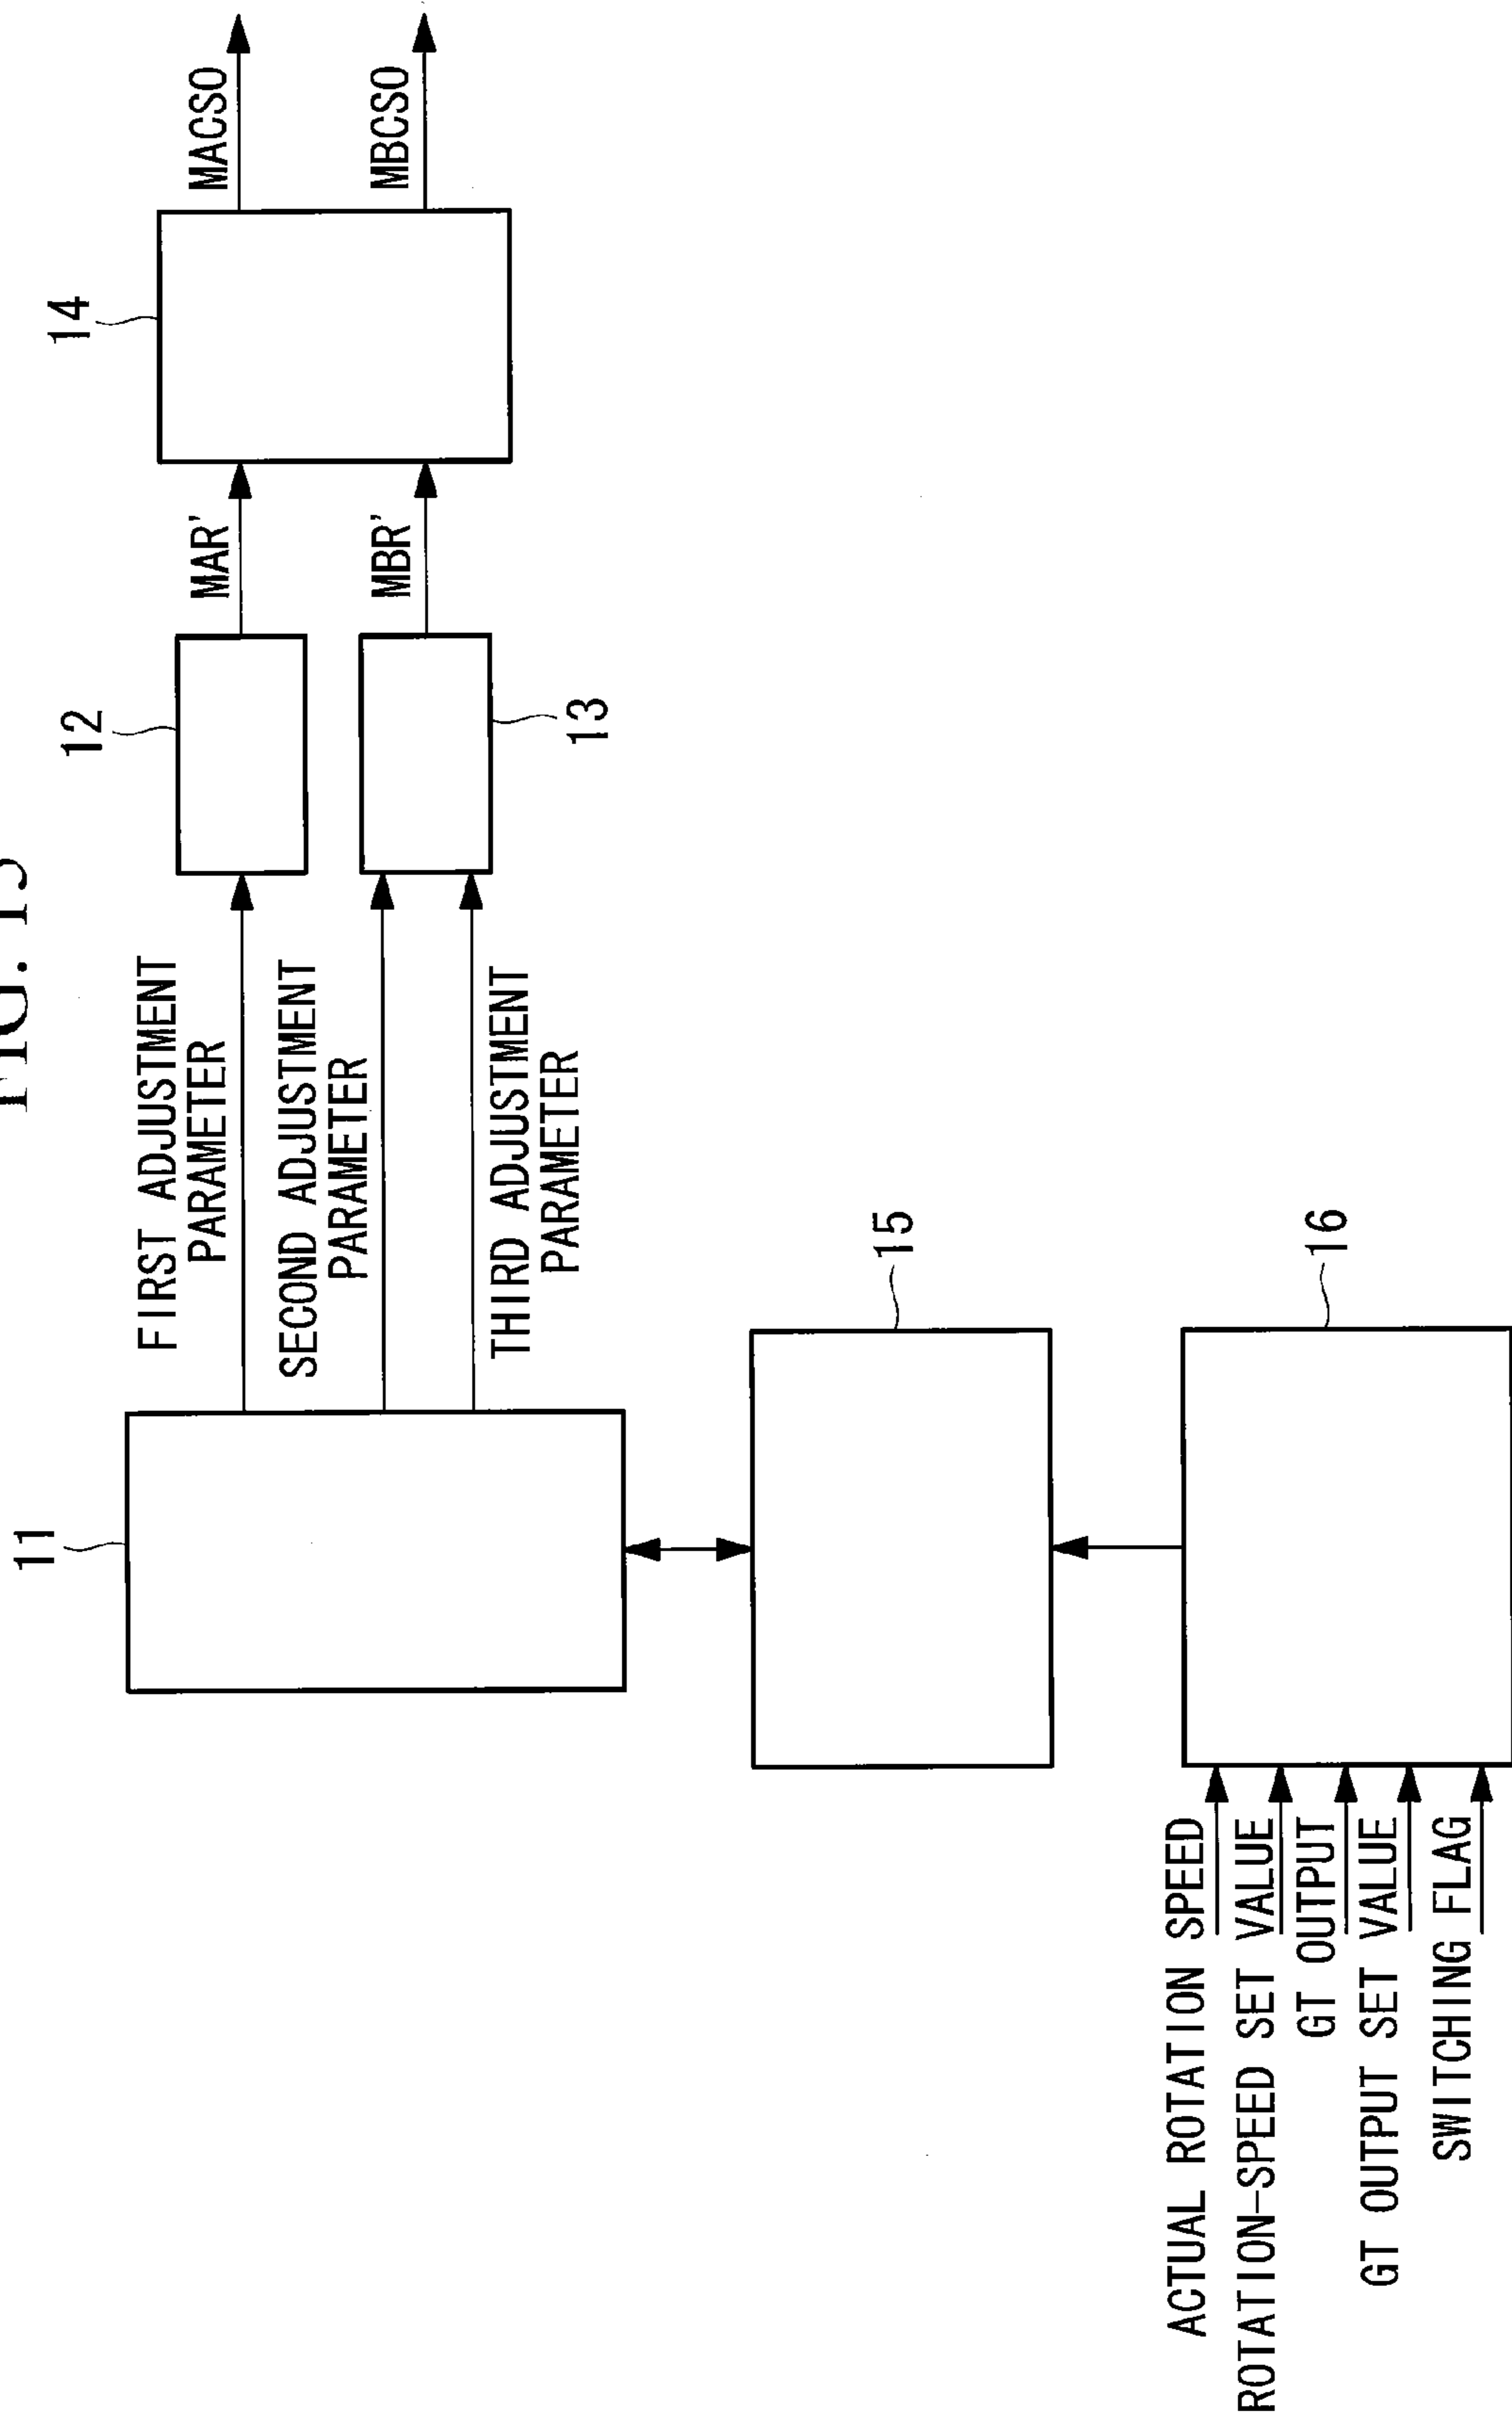 FIG.
11
12
14
FIRST ADJUSTMENT
PARAMETER
MAR'
MACSO
SECOND ADJUSTMENT
PARAMETER
MBR'
MBCSO
THIRD ADJUSTMENT
PARAMETER
13
15
ACTUAL ROTATION SPEED
ROTATION-SPEED SET VALUE
GT OUTPUT
GT OUTPUT SET VALUE
SWITCHING FLAG
16